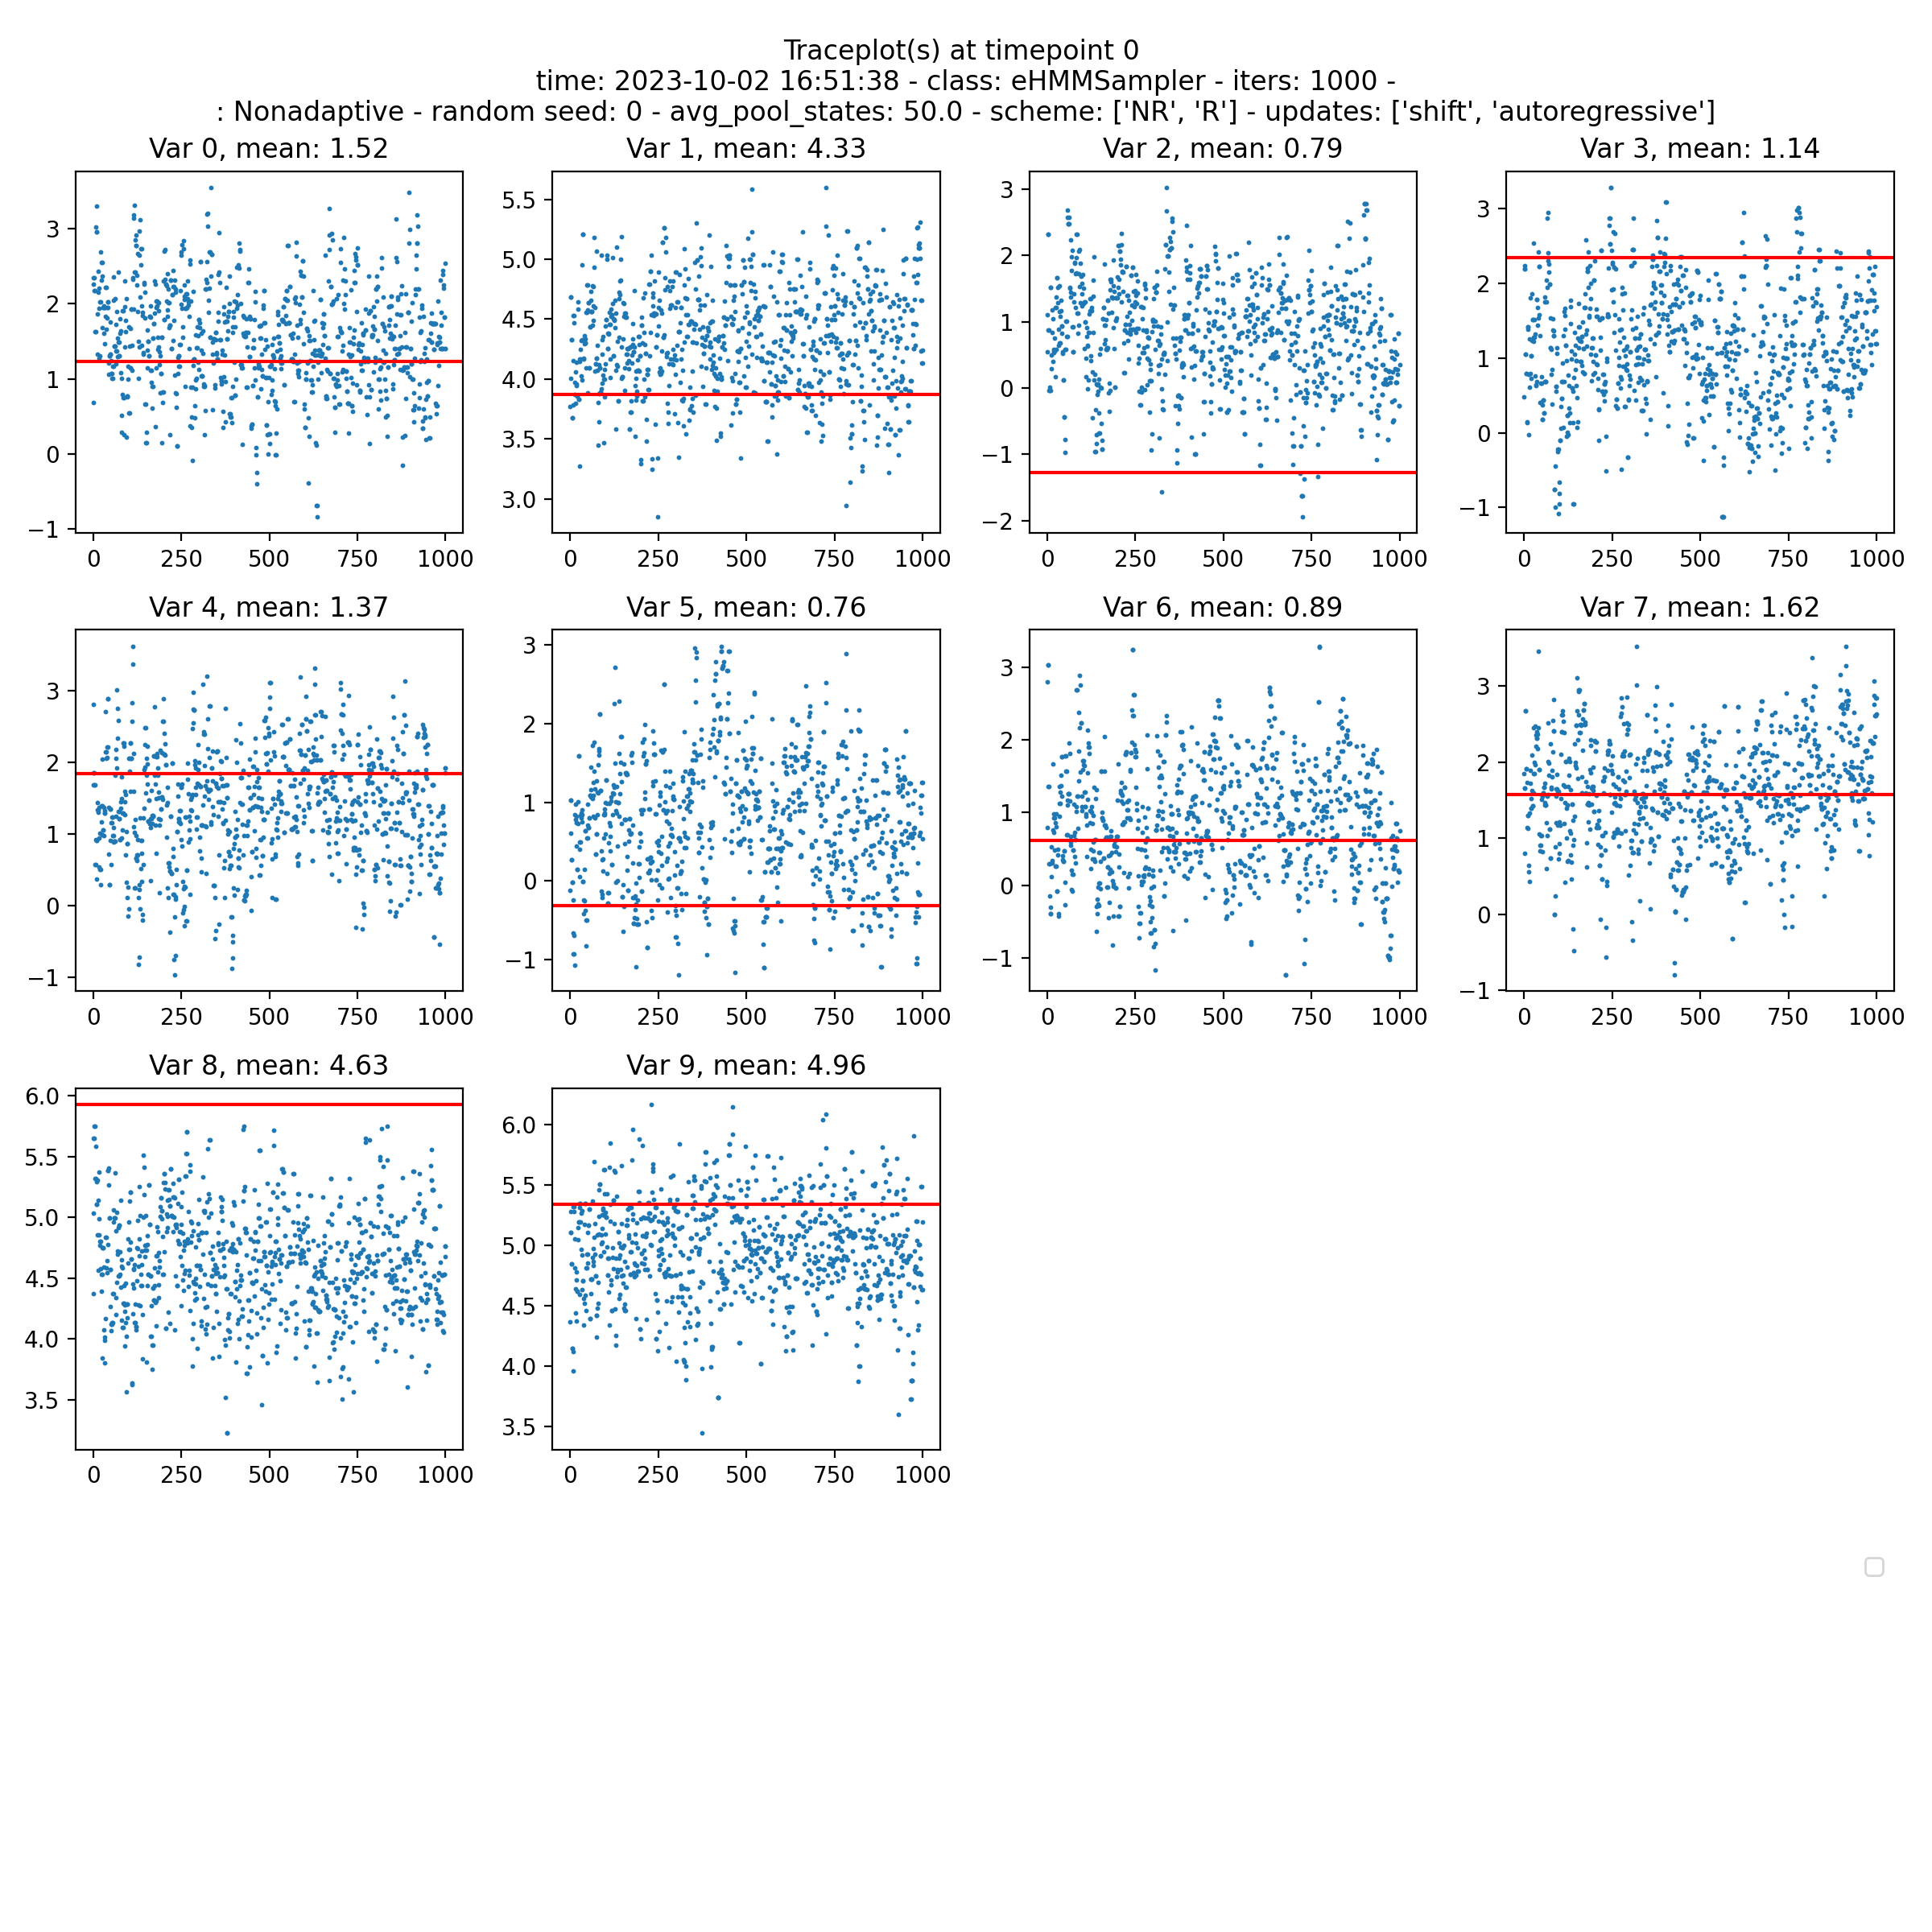 Traceplot(s) at timepoint 0
time: 2023-10-02 16:51:38 - class: eHMMSampler - iters: 1000 -
: Nonadaptive - random seed: 0 - avg_pool_states: 50.0 - scheme: ['NR', 'R'] - updates: ['shift', 'autoregressive']
Var 0, mean: 1.52
3
2
1
0
−1
0 250 500 750 1000
Var 1, mean: 4.33
5.5
5.0
4.5
4.0
3.5
3.0
0 250 500 750 1000
Var 2, mean: 0.79
3
2
1
0
−1
−2
0 250 500 750 1000
Var 3, mean: 1.14
3
2
1
0
−1
0 250 500 750 1000
Var 4, mean: 1.37
3
2
1
0
−1
0 250 500 750 1000
Var 5, mean: 0.76
3
2
1
0
−1
0 250 500 750 1000
Var 6, mean: 0.89
3
2
1
0
−1
0 250 500 750 1000
Var 7, mean: 1.62
3
2
1
0
−1
0 250 500 750 1000
Var 8, mean: 4.63
6.0
5.5
5.0
4.5
4.0
3.5
0 250 500 750 1000
Var 9, mean: 4.96
6.0
5.5
5.0
4.5
4.0
3.5
0 250 500 750 1000